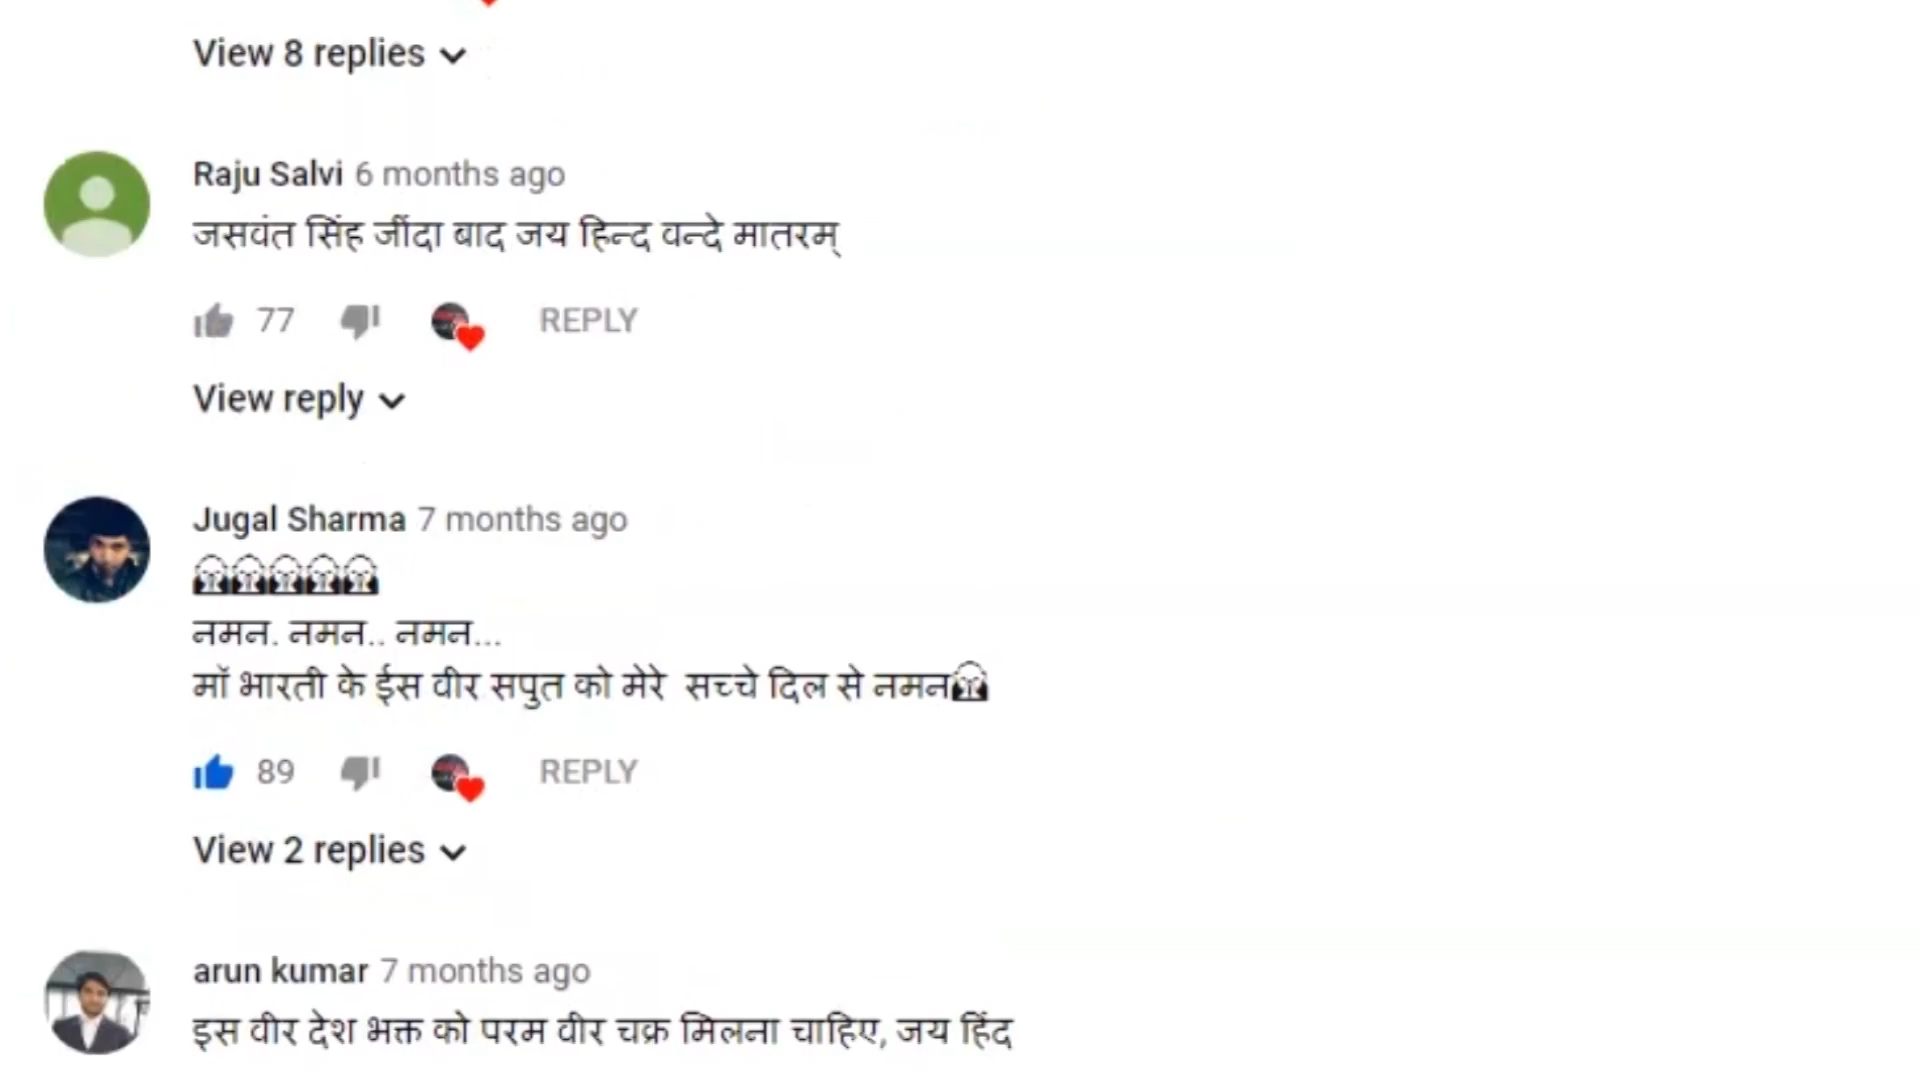 View 8 replies
Raju Salvi 6 months ago
जसवंत सिंह जींदा बाद जय हिन्द वन्दे मातरम्
77 REPLY
View reply
Jugal Sharma 7 months ago
नमन. नमन.. नमन...
मॉ भारती के ईस वीर सपुत को मेरे सच्चे दिल से नमन
89 REPLY
View 2 replies
arun kumar 7 months ago
इस वीर देश भक्त को परम वीर चक्र मिलना चाहिए, जय हिंद